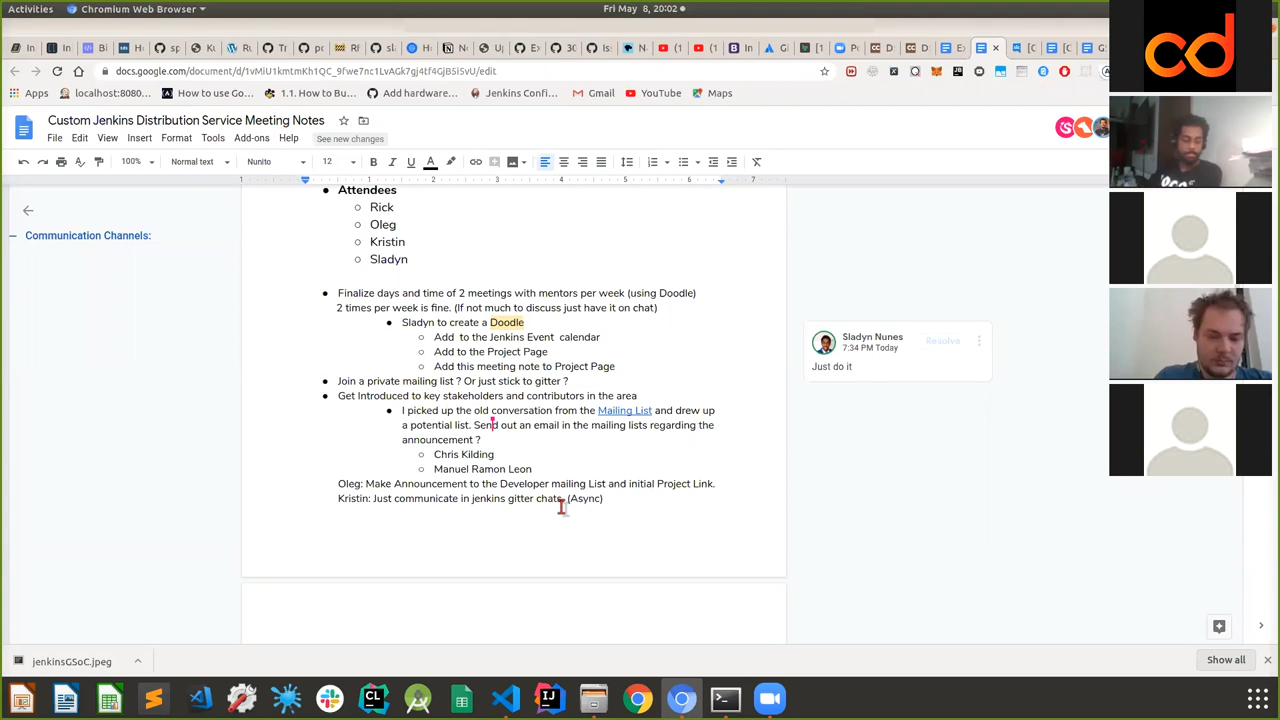 Activities
Chromium Web Browser
Fri May 8, 20:02
docs.google.com/document/d/1vMiU1kmtmKh1QC_9fwe7nc1LvAGk7gj4tf4GjB5iSvU/edit
Apps
localhost:8080...
How to use Go...
1.1. How to Bu...
Add hardware...
Jenkins Confi...
Gmail
YouTube
Maps
Custom Jenkins Distribution Service Meeting Notes
File Edit View Insert Format Tools Add-ons Help See new changes
100% Normal text Nunito 12
1 1 2 3 4 5 6 7
Communication Channels:
Attendees
Rick
Oleg
Kristin
Sladyn
Finalize days and time of 2 meetings with mentors per week (using Doodle)
2 times per week is fine. (If not much to discuss just have it on chat)
Sladyn to create a Doodle
Add to the Jenkins Event calendar
Add to the Project Page
Add this meeting note to Project Page
Join a private mailing list ? Or just stick to gitter ?
Get Introduced to key stakeholders and contributors in the area
I picked up the old conversation from the Mailing List and drew up
a potential list. Send out an email in the mailing lists regarding the
announcement ?
Chris Kilding
Manuel Ramon Leon
Oleg: Make Announcement to the Developer mailing List and initial Project Link.
Kristin: Just communicate in jenkins gitter chats. (Async)
Sladyn Nunes
7:34 PM Today
Resolve
Just do it
jenkinsGSoC.jpeg
Show all
cd